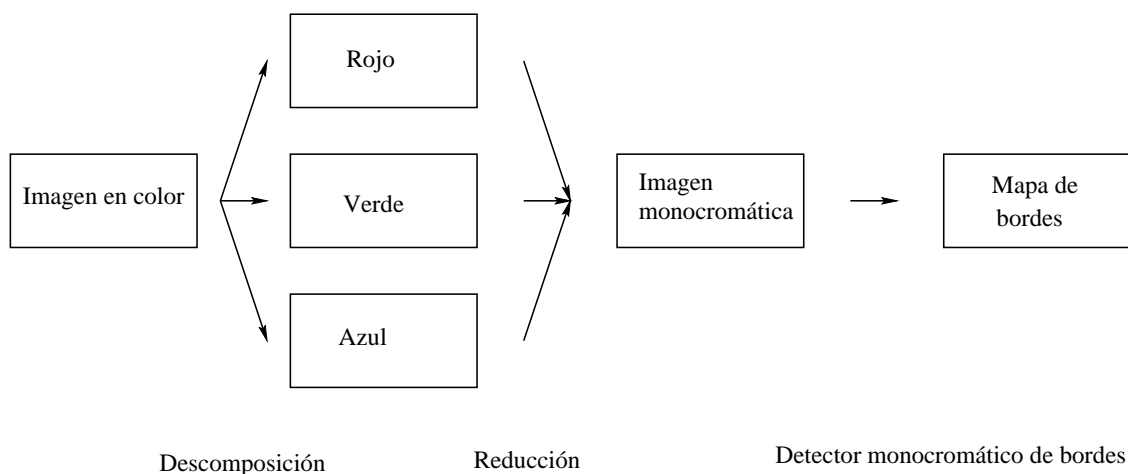 Rojo
Imagen en color
Verde
Imagen
monocromática
Mapa de
bordes
Azul
Descomposición
Reducción
Detector monocromático de bordes